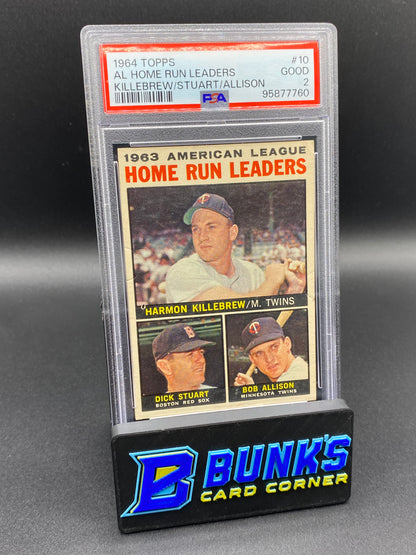 1964 TOPPS #10
AL HOME RUN LEADERS GOOD
KILLEBREW/STUART/ALLISON 2
PSA 95877760
1963 AMERICAN LEAGUE
HOME RUN LEADERS
HARMON KILLEBREW/M. TWINS
DICK STUART
BOSTON RED SOX
BOB ALLISON
MINNESOTA TWINS
B BUNK'S
CARD CORNER